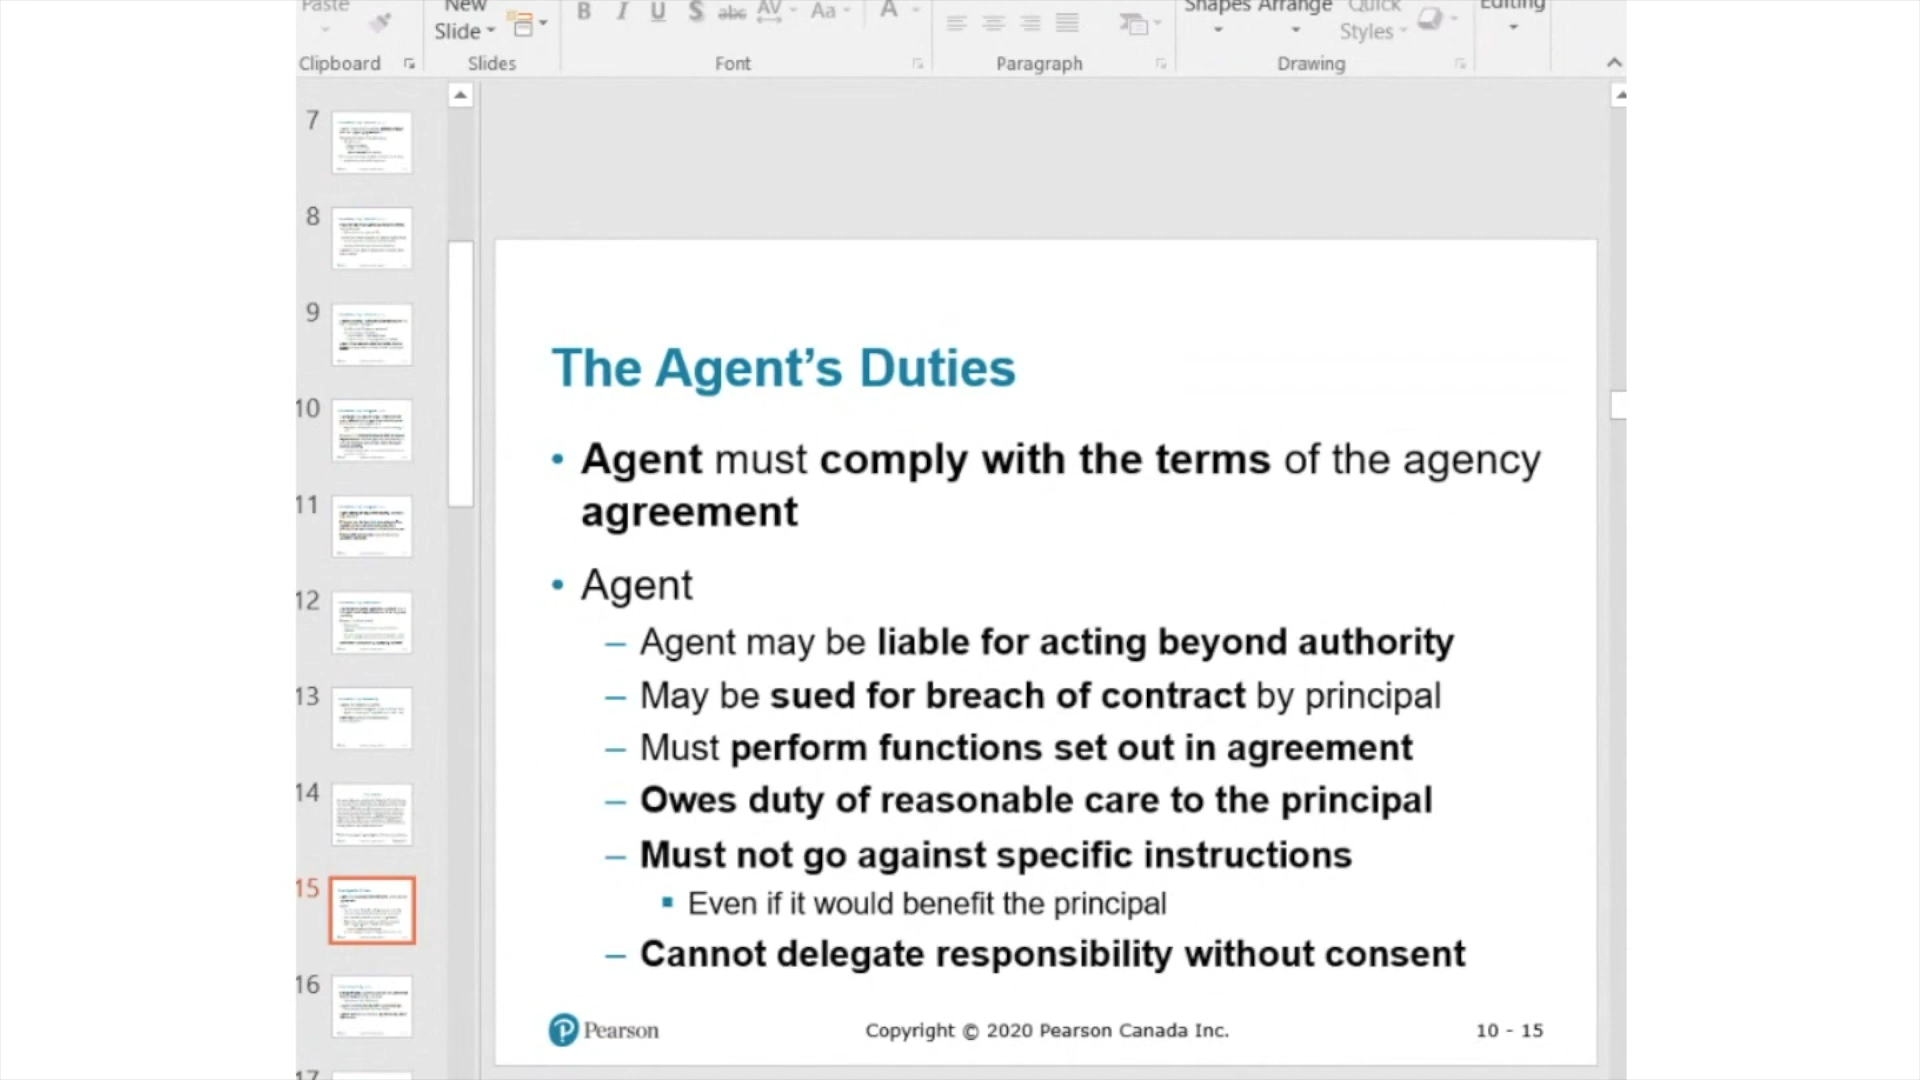 Paste
New
Slide
B I U S abc AV Aa A
Shapes Arrange Quick
Styles
Editing
Clipboard
Slides
Font
Paragraph
Drawing
7
8
9
10
11
12
13
14
15
16
17
The Agent’s Duties
• Agent must comply with the terms of the agency
agreement
• Agent
– Agent may be liable for acting beyond authority
– May be sued for breach of contract by principal
– Must perform functions set out in agreement
– Owes duty of reasonable care to the principal
– Must not go against specific instructions
▪ Even if it would benefit the principal
– Cannot delegate responsibility without consent
P Pearson
Copyright © 2020 Pearson Canada Inc.
10 - 15